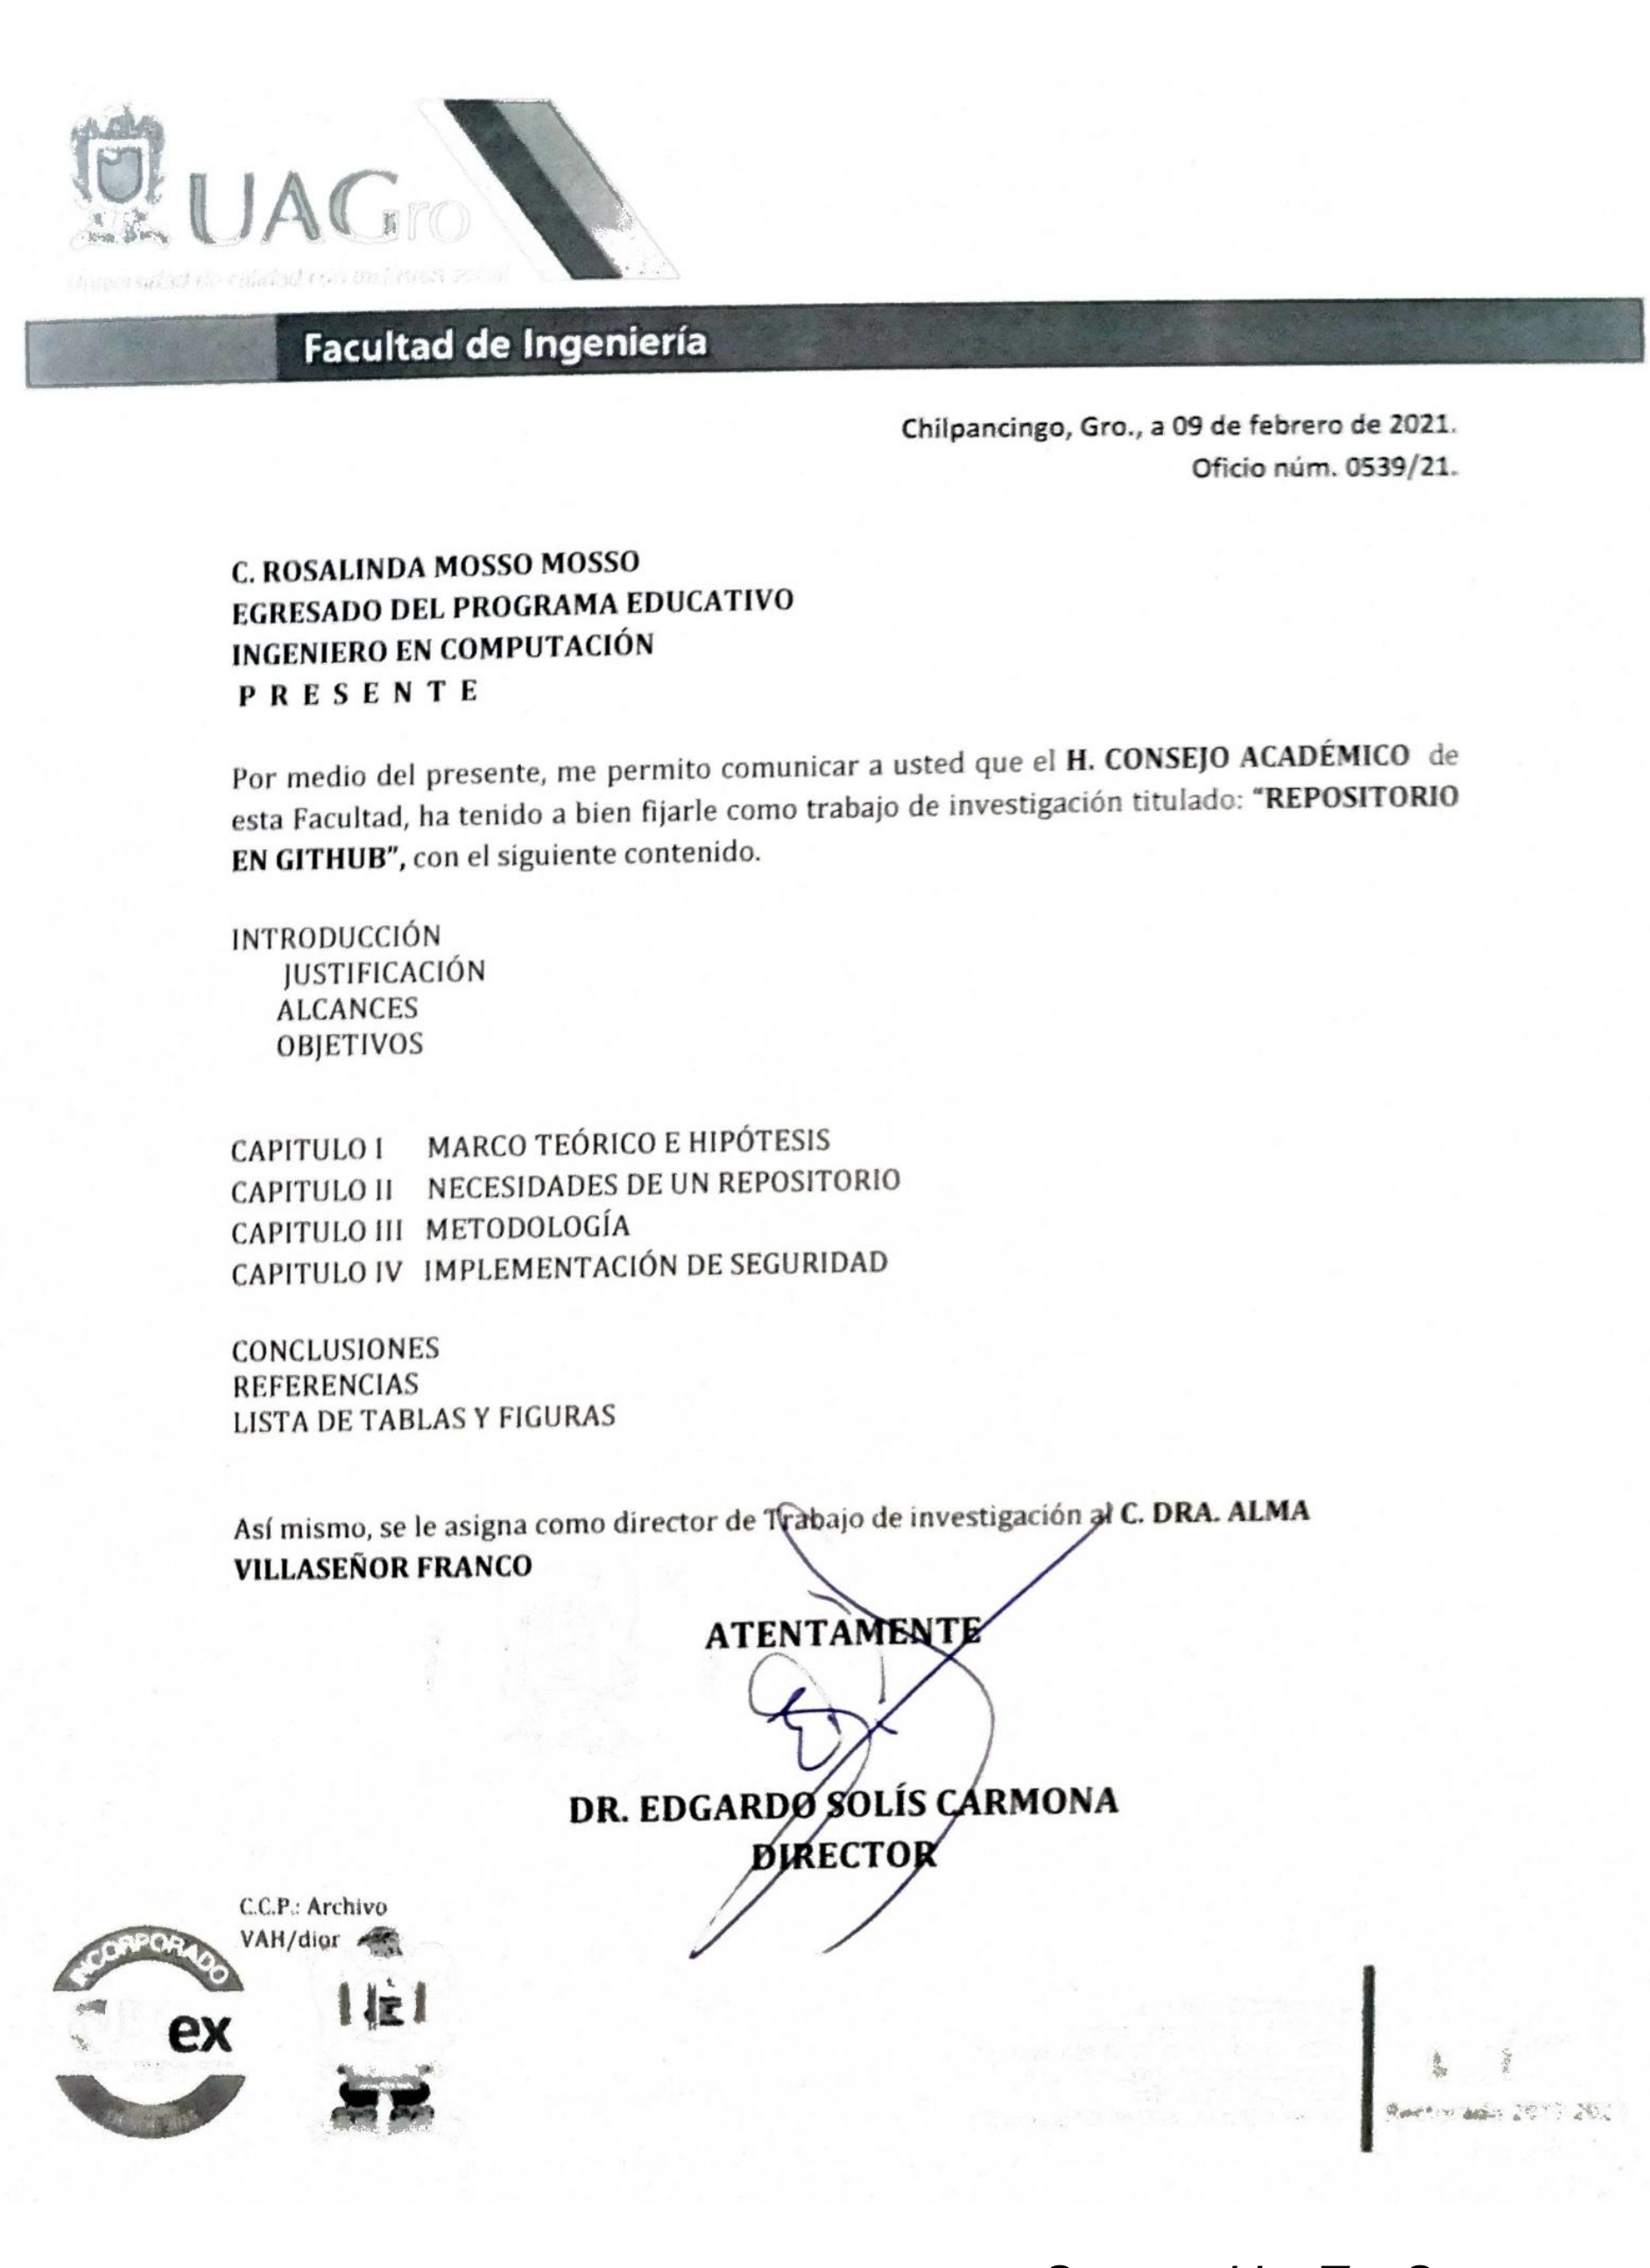 UAGro
Universidad de calidad con inclusión social
Facultad de Ingeniería
Chilpancingo, Gro., a 09 de febrero de 2021.
Oficio núm. 0539/21.
C. ROSALINDA MOSSO MOSSO
EGRESADO DEL PROGRAMA EDUCATIVO
INGENIERO EN COMPUTACIÓN
P R E S E N T E
Por medio del presente, me permito comunicar a usted que el H. CONSEJO ACADÉMICO de
esta Facultad, ha tenido a bien fijarle como trabajo de investigación titulado: "REPOSITORIO
EN GITHUB", con el siguiente contenido.
INTRODUCCIÓN
JUSTIFICACIÓN
ALCANCES
OBJETIVOS
CAPITULO I MARCO TEÓRICO E HIPÓTESIS
CAPITULO II NECESIDADES DE UN REPOSITORIO
CAPITULO III METODOLOGÍA
CAPITULO IV IMPLEMENTACIÓN DE SEGURIDAD
CONCLUSIONES
REFERENCIAS
LISTA DE TABLAS Y FIGURAS
Así mismo, se le asigna como director de Trabajo de investigación al C. DRA. ALMA
VILLASEÑOR FRANCO
ATENTAMENTE
DR. EDGARDO SOLÍS CARMONA
DIRECTOR
C.C.P.: Archivo
VAH/dior
INCORPORADO
ex
Rectorado